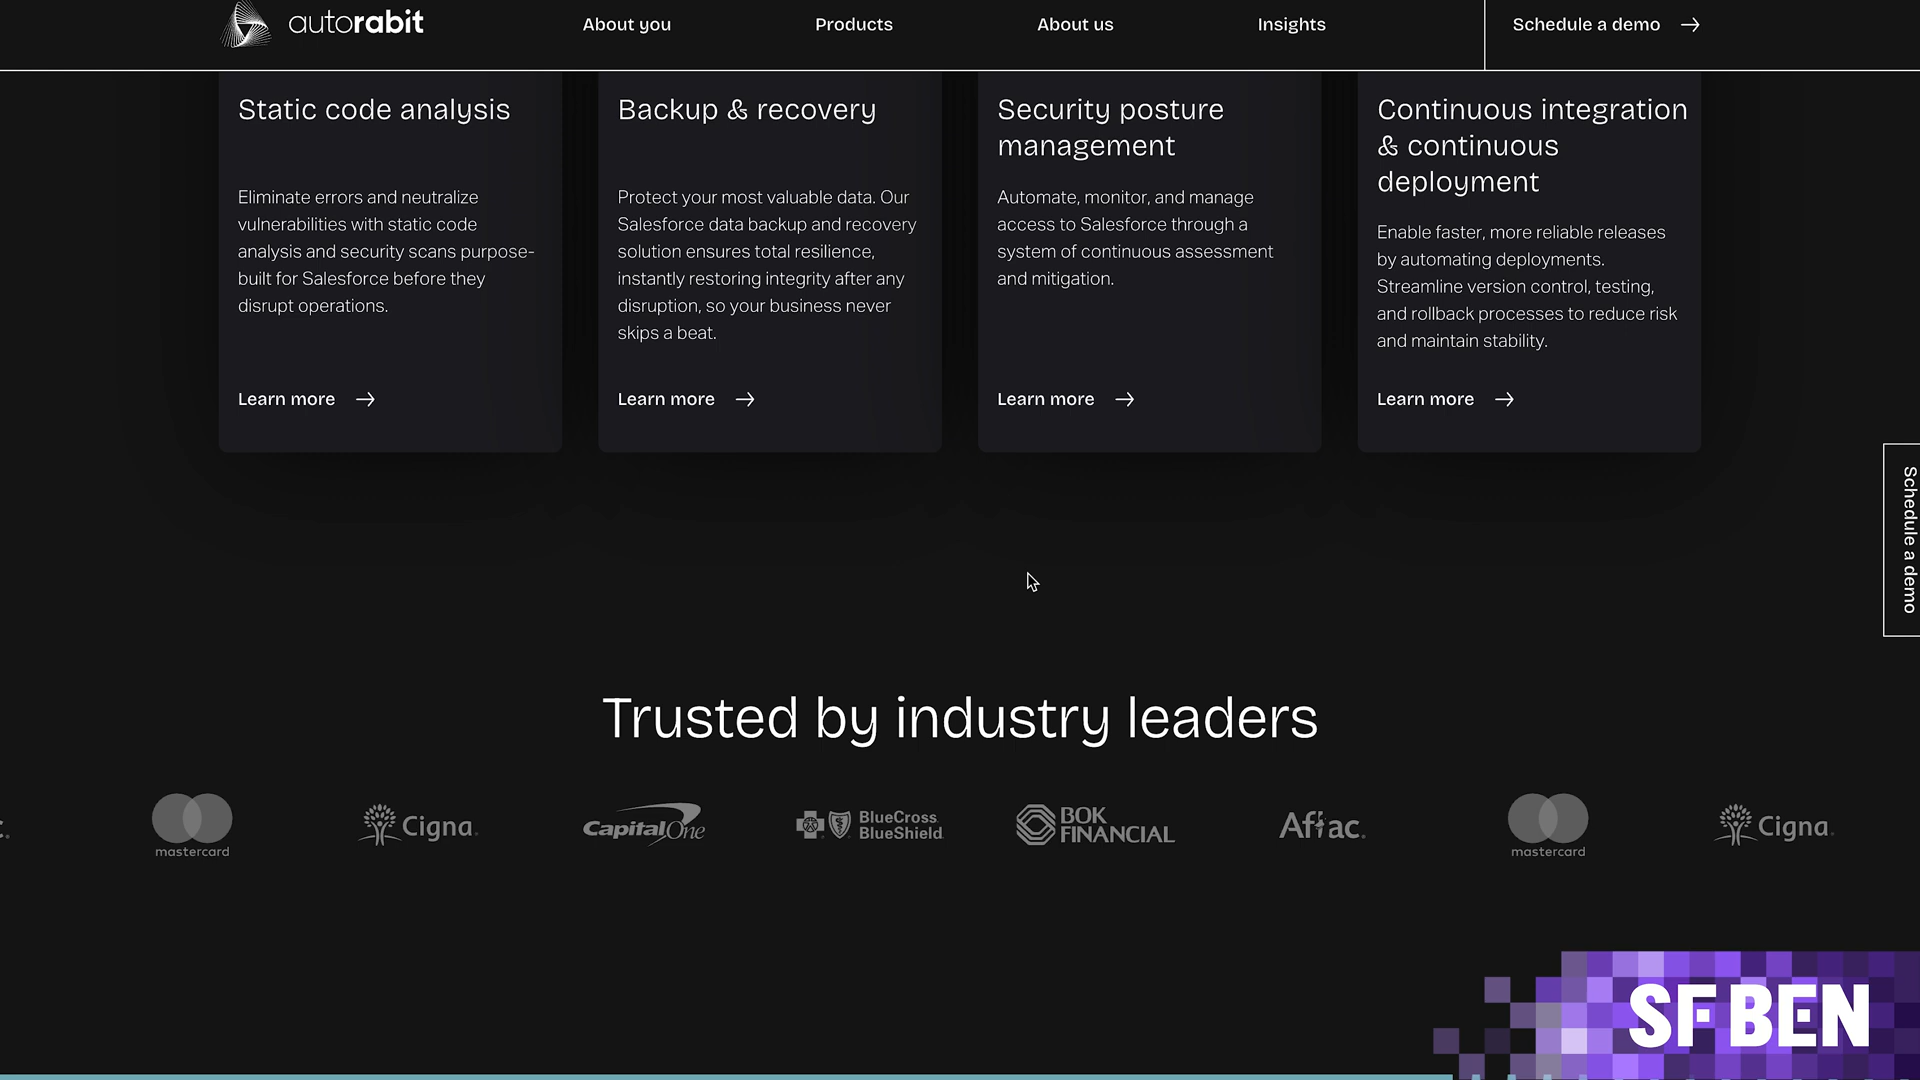 autorabit
About you
Products
About us
Insights
Schedule a demo
Static code analysis
Eliminate errors and neutralize
vulnerabilities with static code
analysis and security scans purpose-
built for Salesforce before they
disrupt operations.
Learn more
Backup & recovery
Protect your most valuable data. Our
Salesforce data backup and recovery
solution ensures total resilience,
instantly restoring integrity after any
disruption, so your business never
skips a beat.
Learn more
Security posture
management
Automate, monitor, and manage
access to Salesforce through a
system of continuous assessment
and mitigation.
Learn more
Continuous integration
& continuous
deployment
Enable faster, more reliable releases
by automating deployments.
Streamline version control, testing,
and rollback processes to reduce risk
and maintain stability.
Learn more
Schedule a demo
Trusted by industry leaders
c.
mastercard
Cigna
CapitalOne
BlueCross
BlueShield
BOK
FINANCIAL
Aflac
mastercard
Cigna
SF BEN